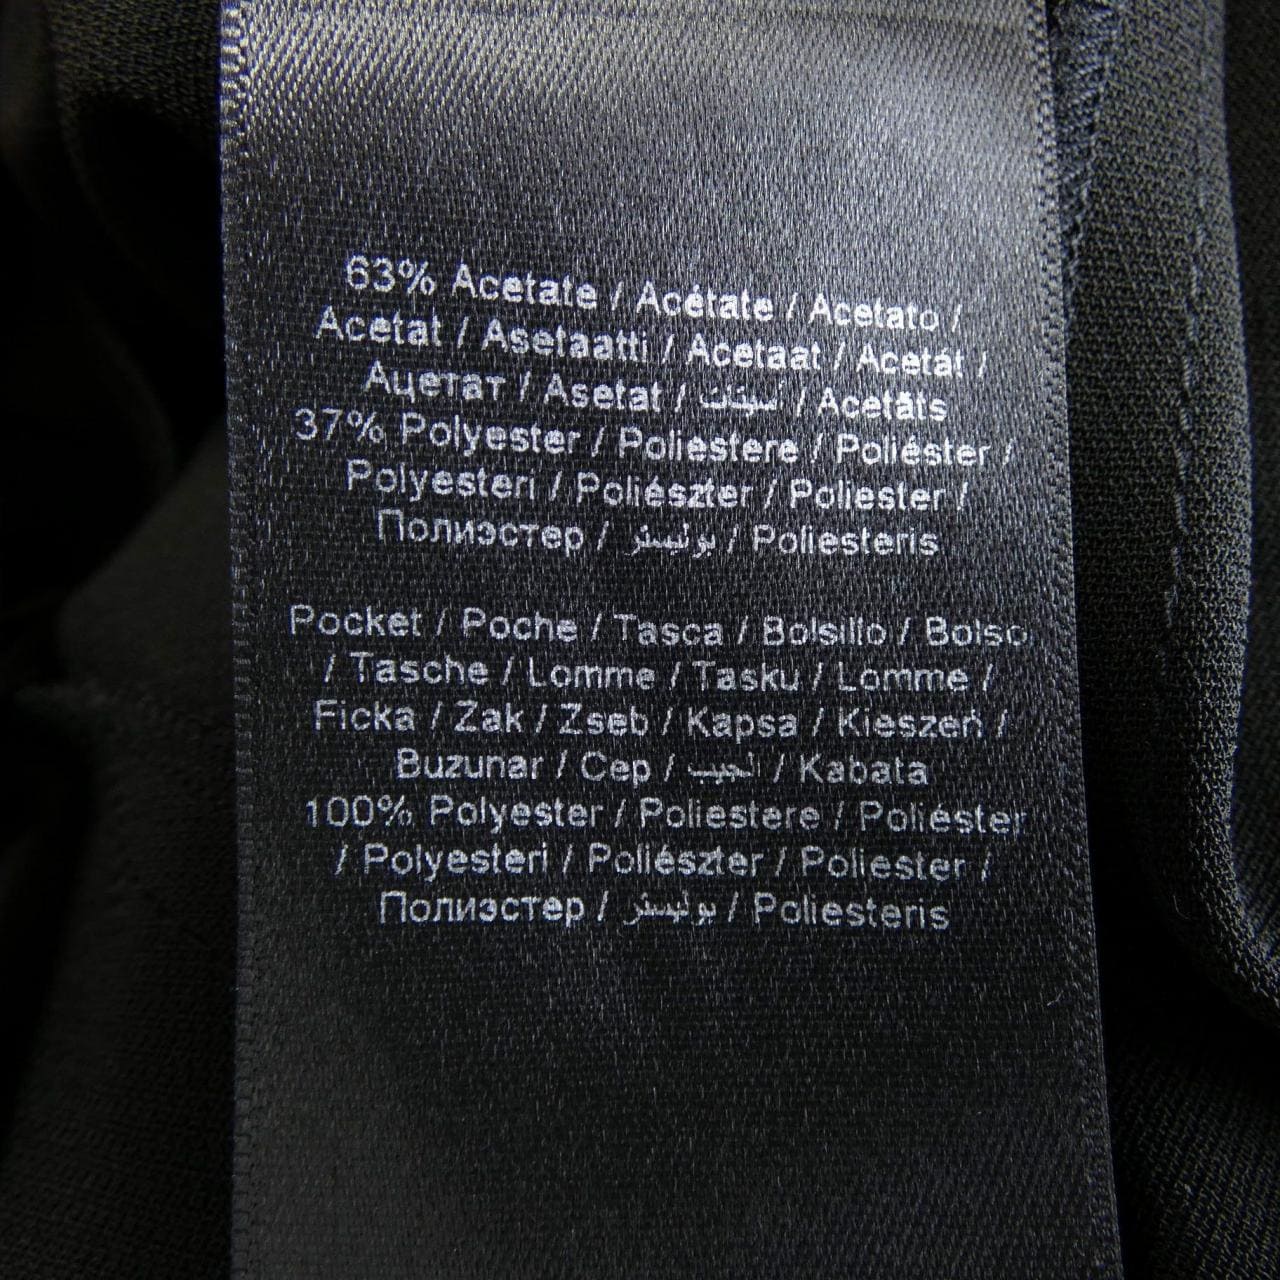 63% Acetate / Acétate / Acetato /
Acetat / Asetaatti / Acetaat / Acetát /
Ацетат / Asetat / أسيتات / Acetāts
37% Polyester / Poliestere / Poliéster /
Polyesteri / Poliészter / Poliester /
Полиэстер / بوليستر / Poliesteris
Pocket / Poche / Tasca / Bolsillo / Bolso
/ Tasche / Lomme / Tasku / Lomme /
Ficka / Zak / Zseb / Kapsa / Kieszeń /
Buzunar / Cep / الجيب / Kabata
100% Polyester / Poliestere / Poliéster
/ Polyesteri / Poliészter / Poliester /
Полиэстер / بوليستر / Poliesteris